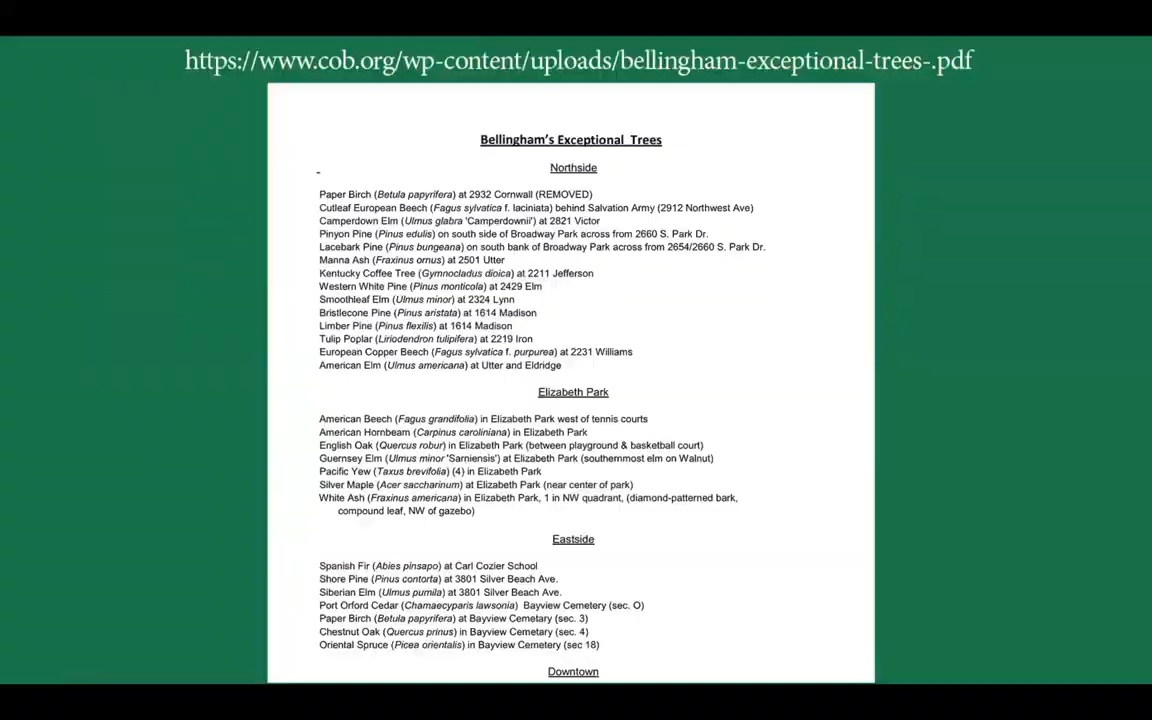 https://www.cob.org/wp-content/uploads/bellingham-exceptional-trees-.pdf
Bellingham's Exceptional Trees
Northside
Paper Birch (Betula papyrifera) at 2932 Cornwall (REMOVED)
Cutleaf European Beech (Fagus sylvatica f. laciniata) behind Salvation Army (2912 Northwest Ave)
Camperdown Elm (Ulmus glabra 'Camperdownii') at 2821 Victor
Pinyon Pine (Pinus edulis) on south side of Broadway Park across from 2660 S. Park Dr.
Lacebark Pine (Pinus bungeana) on south bank of Broadway Park across from 2654/2660 S. Park Dr.
Manna Ash (Fraxinus ornus) at 2501 Utter
Kentucky Coffee Tree (Gymnocladus dioica) at 2211 Jefferson
Western White Pine (Pinus monticola) at 2429 Elm
Smoothleaf Elm (Ulmus minor) at 2324 Lynn
Bristlecone Pine (Pinus aristata) at 1614 Madison
Limber Pine (Pinus flexilis) at 1614 Madison
Tulip Poplar (Liriodendron tulipifera) at 2219 Iron
European Copper Beech (Fagus sylvatica f. purpurea) at 2231 Williams
American Elm (Ulmus americana) at Utter and Eldridge
Elizabeth Park
American Beech (Fagus grandifolia) in Elizabeth Park west of tennis courts
American Hornbeam (Carpinus caroliniana) in Elizabeth Park
English Oak (Quercus robur) in Elizabeth Park (between playground & basketball court)
Guernsey Elm (Ulmus minor 'Sarniensis') at Elizabeth Park (southernmost elm on Walnut)
Pacific Yew (Taxus brevifolia) (4) in Elizabeth Park
Silver Maple (Acer saccharinum) at Elizabeth Park (near center of park)
White Ash (Fraxinus americana) in Elizabeth Park, 1 in NW quadrant, (diamond-patterned bark,
compound leaf, NW of gazebo)
Eastside
Spanish Fir (Abies pinsapo) at Carl Cozier School
Shore Pine (Pinus contorta) at 3801 Silver Beach Ave.
Siberian Elm (Ulmus pumila) at 3801 Silver Beach Ave.
Port Orford Cedar (Chamaecyparis lawsonia) Bayview Cemetery (sec. O)
Paper Birch (Betula papyrifera) at Bayview Cemetary (sec. 3)
Chestnut Oak (Quercus prinus) in Bayview Cemetary (sec. 4)
Oriental Spruce (Picea orientalis) in Bayview Cemetery (sec 18)
Downtown